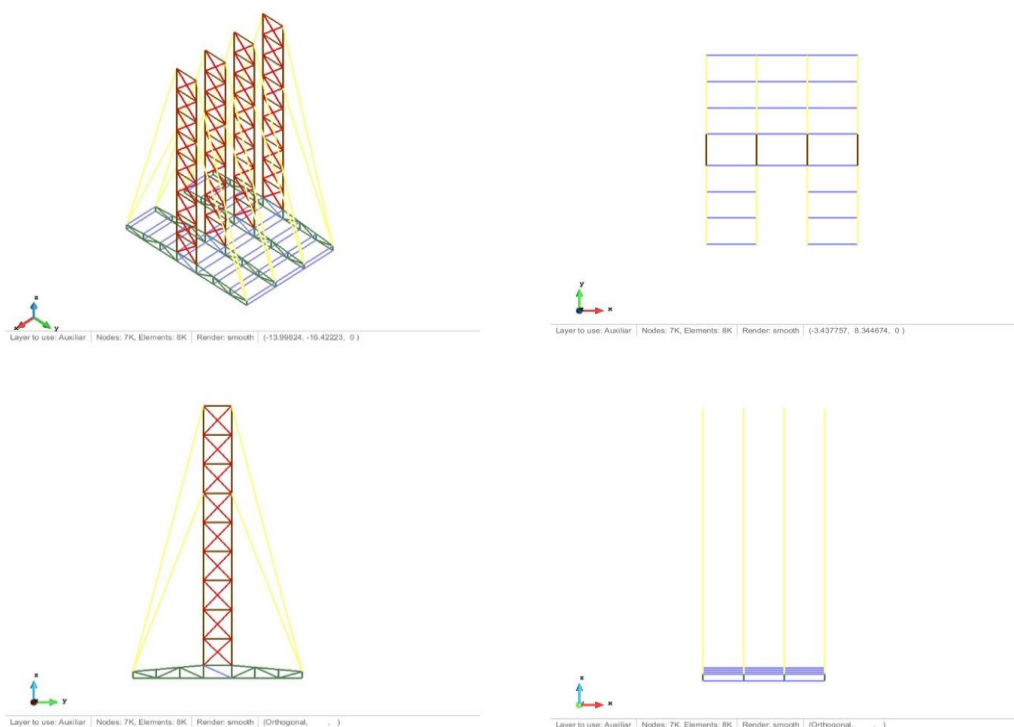 z
x
y
Layer to use: Auxiliar Nodes: 7K, Elements: 8K Render: smooth (-13.99824, -16.42223, 0 )
y
x
Layer to use: Auxiliar Nodes: 7K, Elements: 8K Render: smooth (-3.437757, 8.344674, 0 )
z
y
Layer to use: Auxiliar Nodes: 7K, Elements: 8K Render: smooth (Orthogonal, . )
z
x
Layer to use: Auxiliar Nodes: 7K, Elements: 8K Render: smooth (Orthogonal, . )